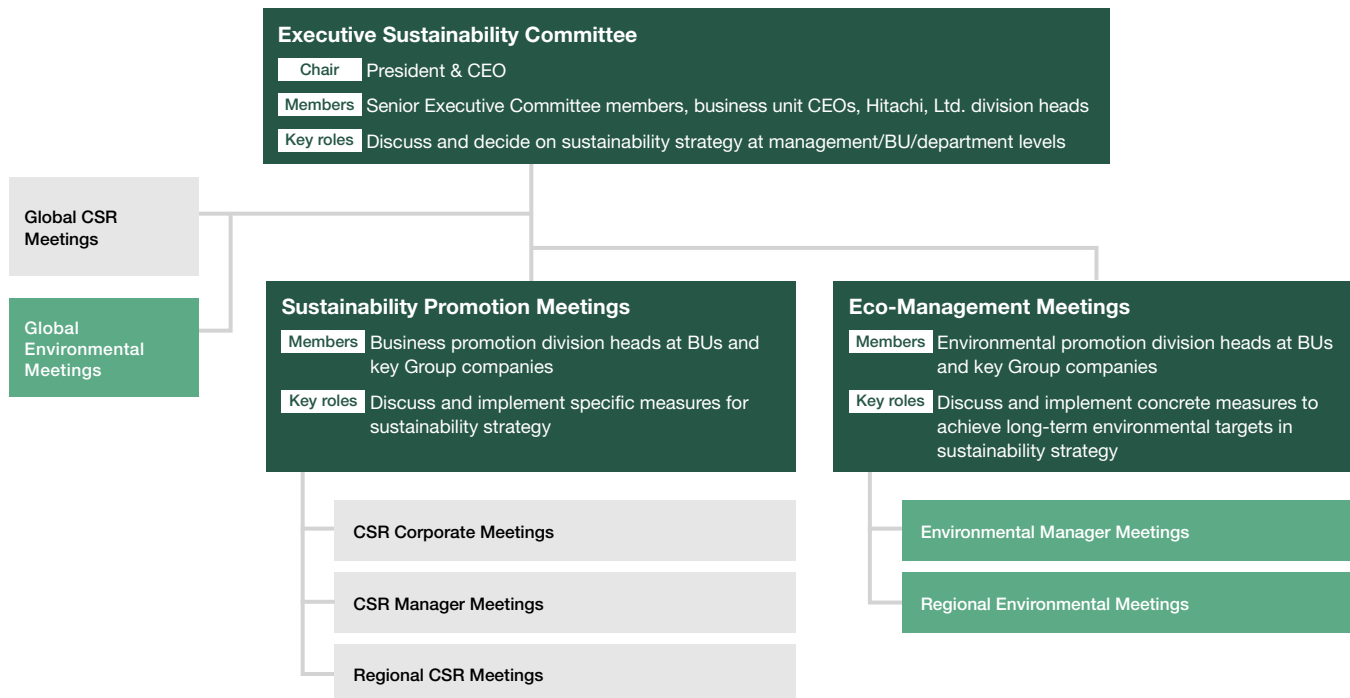 Executive Sustainability Committee
Chair President & CEO
Members Senior Executive Committee members, business unit CEOs, Hitachi, Ltd. division heads
Key roles Discuss and decide on sustainability strategy at management/BU/department levels
Global CSR
Meetings
Global
Environmental
Meetings
Sustainability Promotion Meetings
Members Business promotion division heads at BUs and
key Group companies
Key roles Discuss and implement specific measures for
sustainability strategy
Eco-Management Meetings
Members Environmental promotion division heads at BUs
and key Group companies
Key roles Discuss and implement concrete measures to
achieve long-term environmental targets in
sustainability strategy
CSR Corporate Meetings
CSR Manager Meetings
Regional CSR Meetings
Environmental Manager Meetings
Regional Environmental Meetings